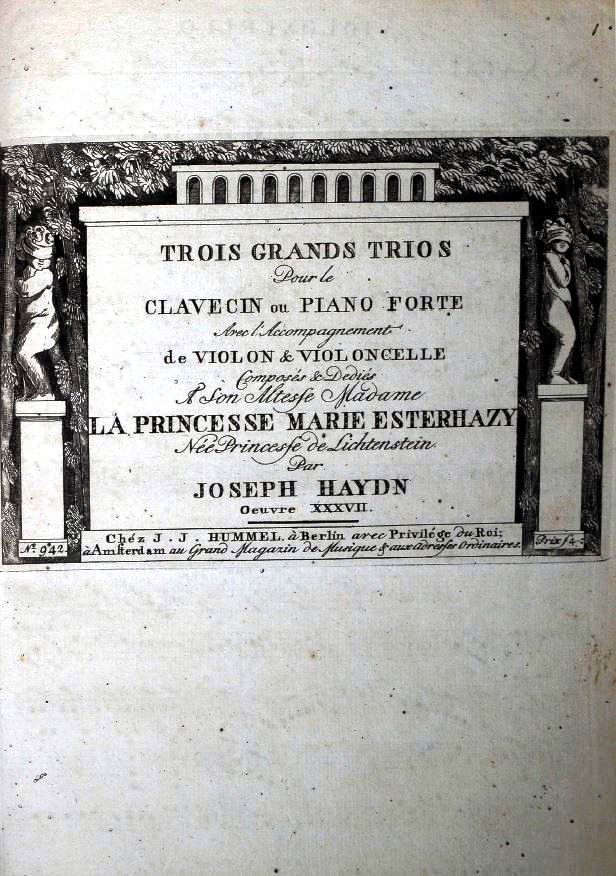 1
TROIS GRANDS TRIOS
Pour le
CLAVECIN ou PIANO FORTE
Avec l'Accompagnement
de VIOLON & VIOLONCELLE
Composés & Dediés
A Son Altesse Madame
LA PRINCESSE MARIE ESTERHAZY
Née Princesse de Lichtenstein.
Par
JOSEPH HAYDN
Oeuvre XXXVII.
Chéz J. J. HUMMEL, à Berlin avec Privilége du Roi;
à Amsterdam au Grand Magazin de Musique & aux adresses Ordinaires.
No. 942.
Prix f4.